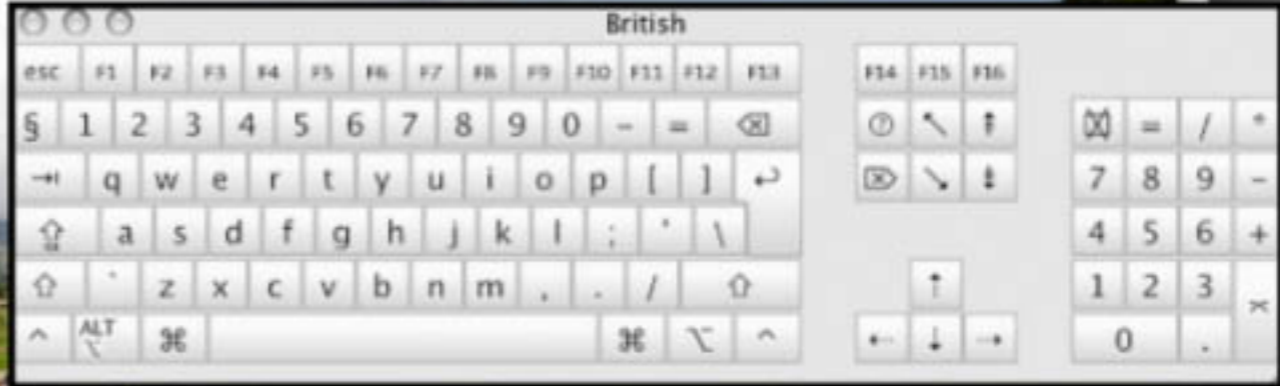 British
esc F1 F2 F3 F4 F5 F6 F7 F8 F9 F10 F11 F12 F13 F14 F15 F16
§ 1 2 3 4 5 6 7 8 9 0 - = = / *
q w e r t y u i o p [ ] 7 8 9 -
a s d f g h j k l ; ' \ 4 5 6 +
` z x c v b n m , . / 1 2 3
^ ALT ⌥ ⌘ ⌘ ⌥ ^ 0 .